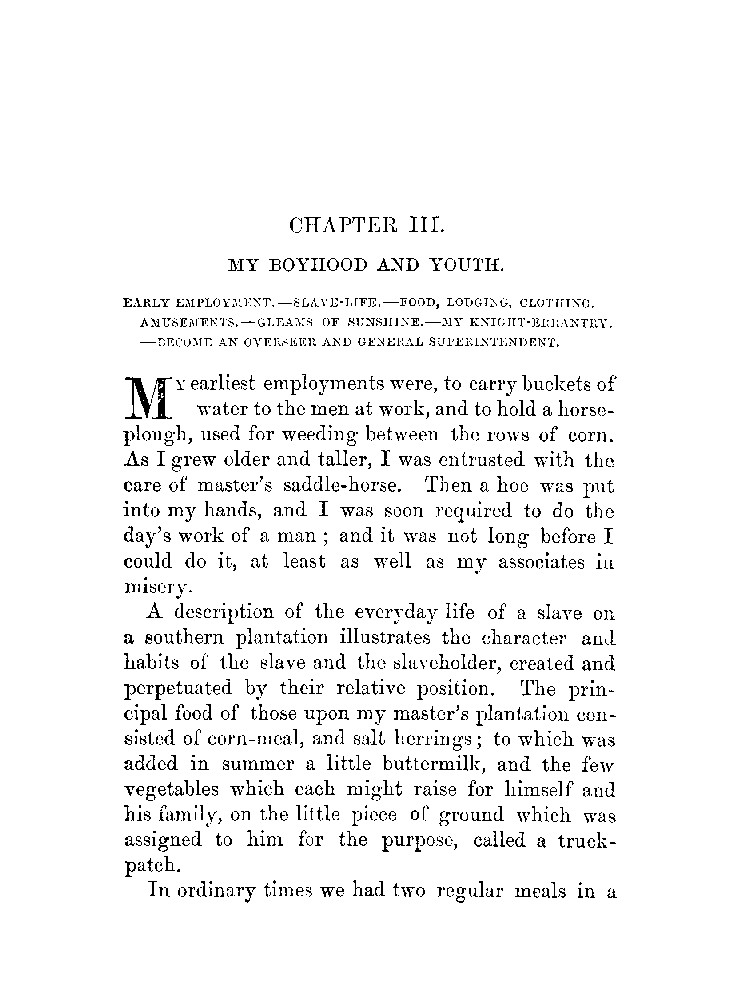 CHAPTER III.
MY BOYHOOD AND YOUTH.
EARLY EMPLOYMENT.—SLAVE-LIFE.—FOOD, LODGING, CLOTHING.
AMUSEMENTS.—GLEAMS OF SUNSHINE.—MY KNIGHT-ERRANTRY.
—BECOME AN OVERSEER AND GENERAL SUPERINTENDENT.
MY earliest employments were, to carry buckets of
water to the men at work, and to hold a horse-
plough, used for weeding between the rows of corn.
As I grew older and taller, I was entrusted with the
care of master's saddle-horse. Then a hoe was put
into my hands, and I was soon required to do the
day's work of a man; and it was not long before I
could do it, at least as well as my associates in
misery.
A description of the everyday life of a slave on
a southern plantation illustrates the character and
habits of the slave and the slaveholder, created and
perpetuated by their relative position. The prin-
cipal food of those upon my master's plantation con-
sisted of corn-meal, and salt herrings; to which was
added in summer a little buttermilk, and the few
vegetables which each might raise for himself and
his family, on the little piece of ground which was
assigned to him for the purpose, called a truck-
patch.
In ordinary times we had two regular meals in a